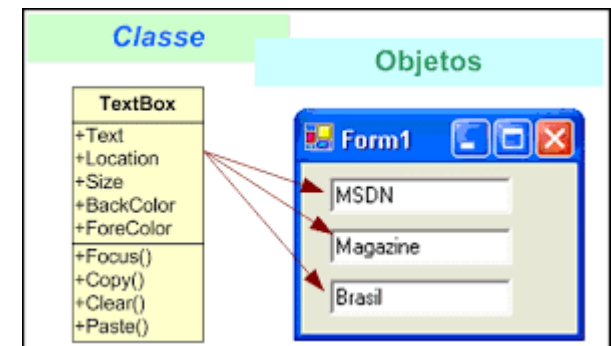 Classe
Objetos
TextBox
+Text
+Location
+Size
+BackColor
+ForeColor
+Focus()
+Copy()
+Clear()
+Paste()
Form1
MSDN
Magazine
Brasil